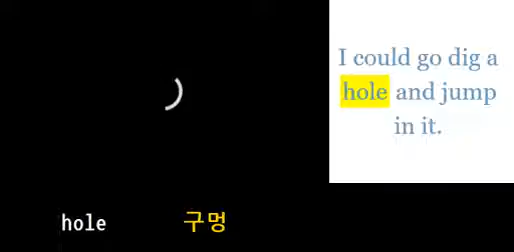 I could go dig a
hole and jump
in it.
hole 구멍